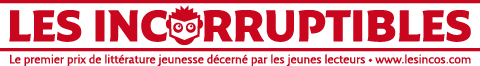 LES INCORRUPTIBLES
Le premier prix de littérature jeunesse décerné par les jeunes lecteurs • www.lesincos.com